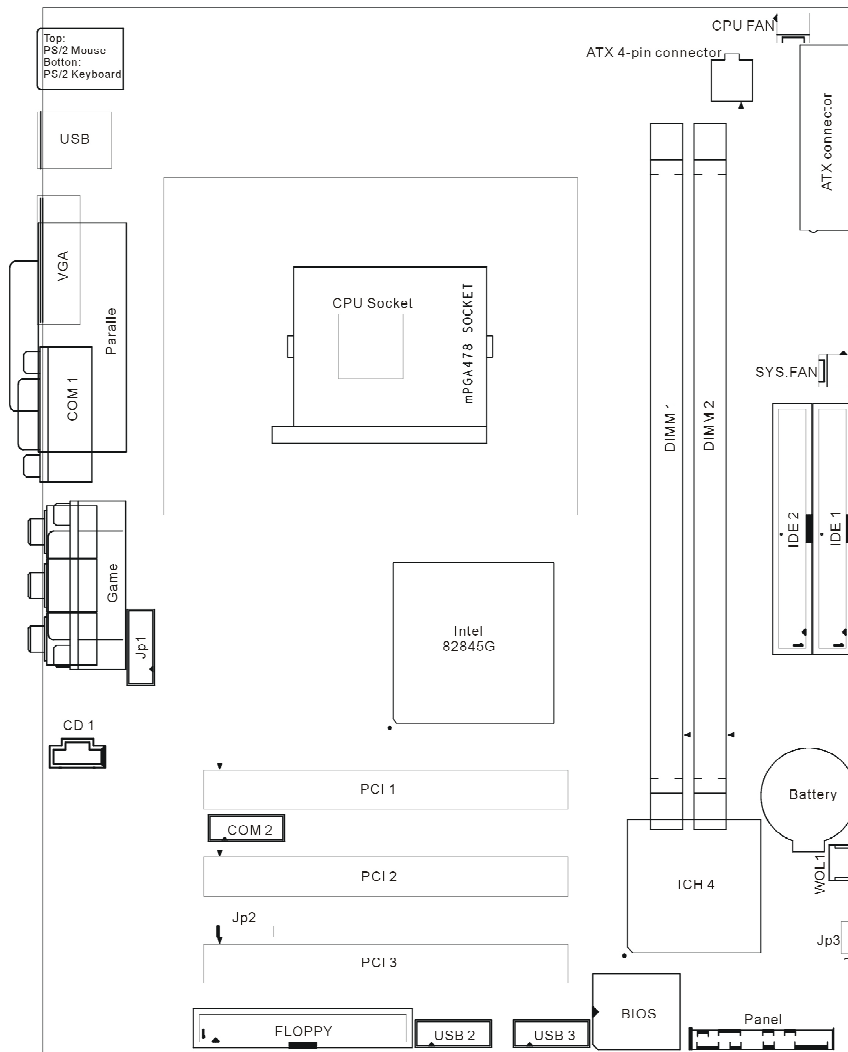 CPU FAN
Top:
PS/2 Mouse
Botton:
PS/2 Keyboard
ATX 4-pin connector
ATX connector
USB
VGA
Paralle
CPU Socket
mPGA478 SOCKET
COM 1
SYS.FAN
DIMM 1
DIMM 2
IDE 2
IDE 1
Game
Jp1
Intel
82845G
CD 1
PCI 1
Battery
COM 2
PCI 2
ICH 4
WOL1
Jp2
Jp3
PCI 3
BIOS
Panel
FLOPPY
USB 2
USB 3